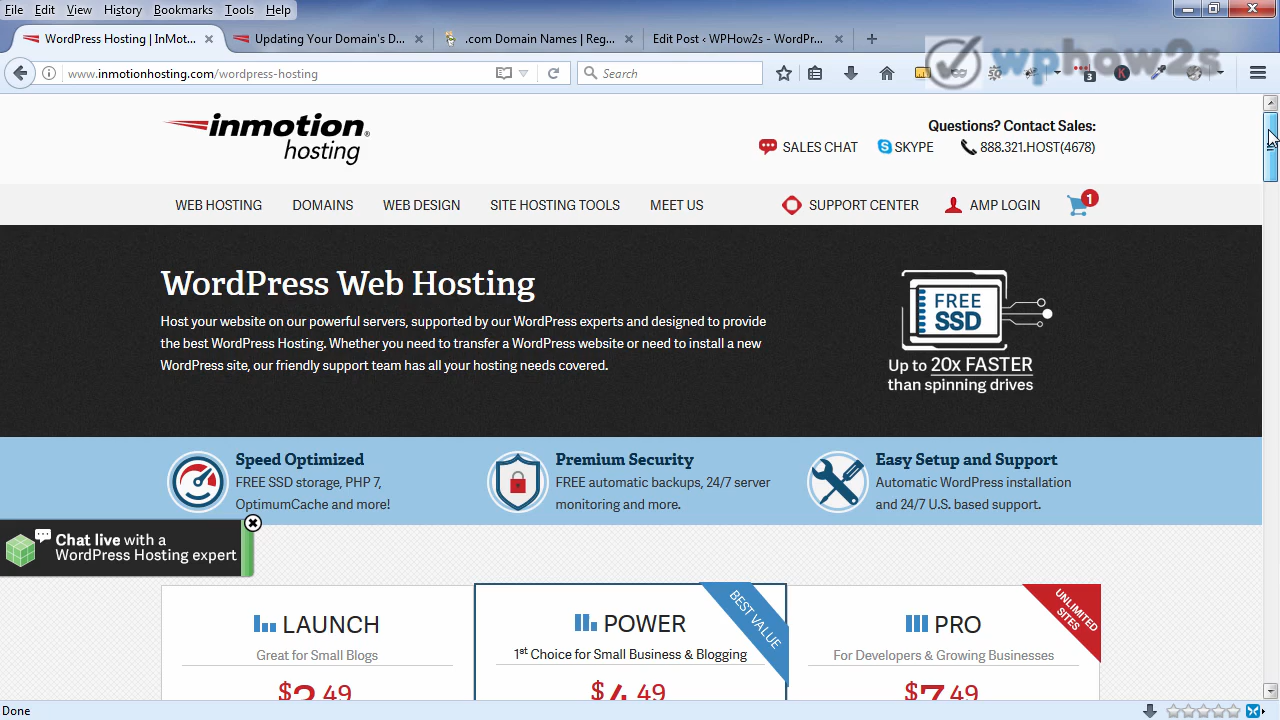 File Edit View History Bookmarks Tools Help
WordPress Hosting | InMot...
Updating Your Domain's D...
.com Domain Names | Reg...
Edit Post ‹ WPHow2s — WordPr...
www.inmotionhosting.com/wordpress-hosting
Search
3
wphow2s
inmotion
hosting
Questions? Contact Sales:
SALES CHAT
SKYPE
888.321.HOST(4678)
WEB HOSTING
DOMAINS
WEB DESIGN
SITE HOSTING TOOLS
MEET US
SUPPORT CENTER
AMP LOGIN
1
WordPress Web Hosting
Host your website on our powerful servers, supported by our WordPress experts and designed to provide
the best WordPress Hosting. Whether you need to transfer a WordPress website or need to install a new
WordPress site, our friendly support team has all your hosting needs covered.
FREE
SSD
Up to 20x FASTER
than spinning drives
Speed Optimized
FREE SSD storage, PHP 7,
OptimumCache and more!
Premium Security
FREE automatic backups, 24/7 server
monitoring and more.
Easy Setup and Support
Automatic WordPress installation
and 24/7 U.S. based support.
Chat live with a
WordPress Hosting expert
LAUNCH
Great for Small Blogs
POWER
1st Choice for Small Business & Blogging
BEST VALUE
$4.49
PRO
For Developers & Growing Businesses
UNLIMITED
SITES
$7.49
Done